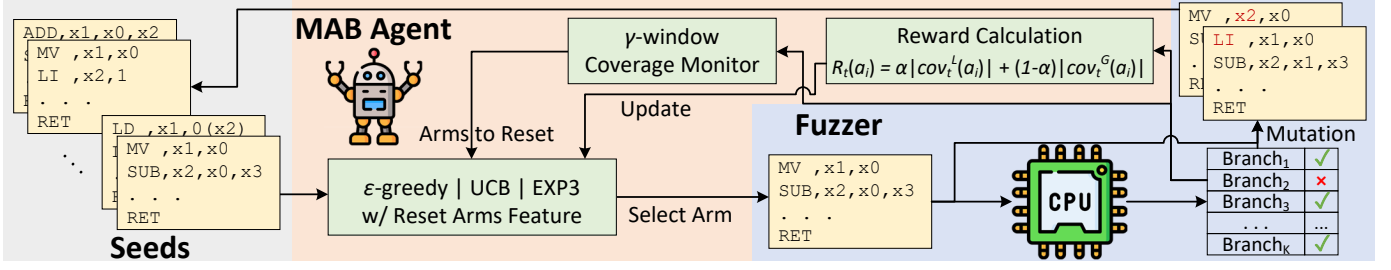 ADD,x1,x0,x2
MV ,x1,x0
LI ,x2,1
. . .
RET
LD ,x1,0(x2)
MV ,x1,x0
SUB,x2,x0,x3
. . .
RET
Seeds
MAB Agent
γ-window
Coverage Monitor
Reward Calculation
R_t(a_i) = α|cov_t^L(a_i)| + (1-α)|cov_t^G(a_i)|
Update
Arms to Reset
ε-greedy | UCB | EXP3
w/ Reset Arms Feature
Select Arm
Fuzzer
MV ,x1,x0
SUB,x2,x0,x3
. . .
RET
CPU
MV ,x2,x0
LI ,x1,x0
SUB,x2,x1,x3
. . .
RET
Mutation
Branch₁ ✓
Branch₂ ×
Branch₃ ✓
. . . ...
Branch_K ✓